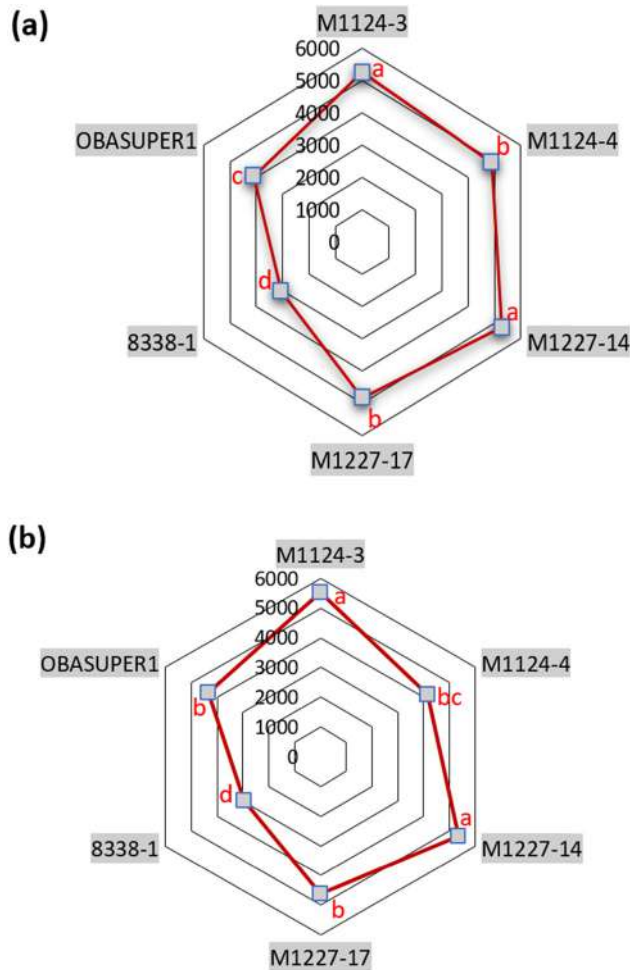 (a)
M1124-3
6000
a
5000
OBASUPER1
b
M1124-4
4000
3000
c
2000
1000
0
d
a
8338-1
M1227-14
b
M1227-17
(b)
M1124-3
6000
a
5000
OBASUPER1
M1124-4
4000
3000
b
bc
2000
1000
0
d
a
8338-1
M1227-14
b
M1227-17